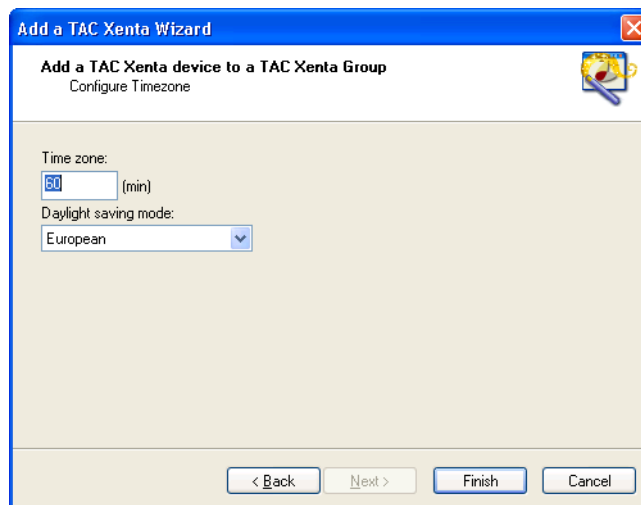 Add a TAC Xenta Wizard
Add a TAC Xenta device to a TAC Xenta Group
Configure Timezone
Time zone:
60 (min)
Daylight saving mode:
European
< Back Next > Finish Cancel